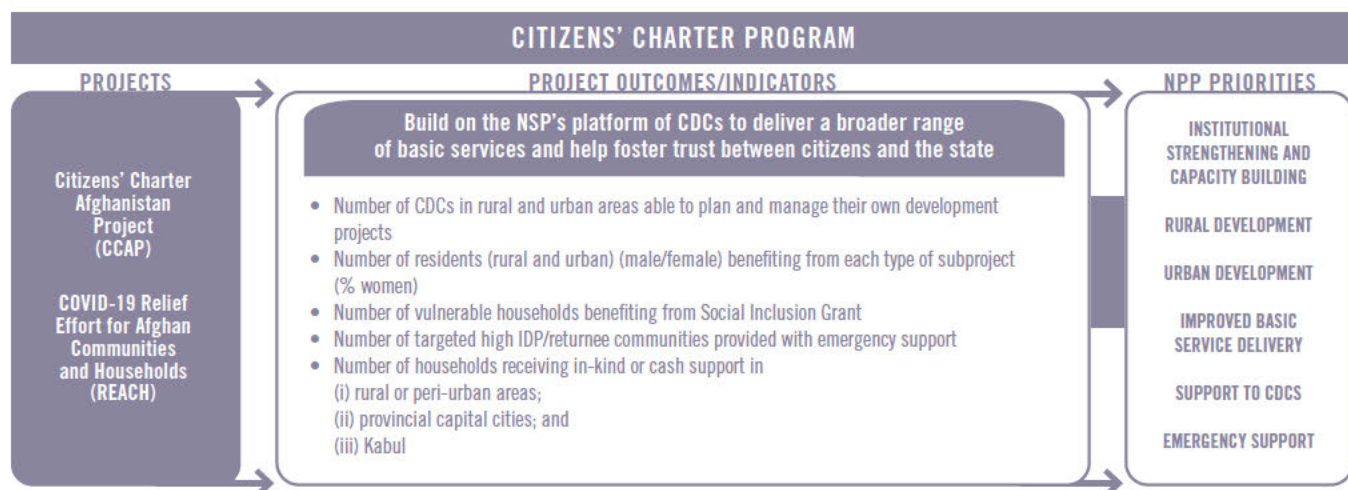 CITIZENS' CHARTER PROGRAM
PROJECTS
PROJECT OUTCOMES/INDICATORS
NPP PRIORITIES
Citizens' Charter
Afghanistan
Project
(CCAP)
COVID-19 Relief
Effort for Afghan
Communities
and Households
(REACH)
Build on the NSP's platform of CDCs to deliver a broader range
of basic services and help foster trust between citizens and the state
• Number of CDCs in rural and urban areas able to plan and manage their own development
projects
• Number of residents (rural and urban) (male/female) benefiting from each type of subproject
(% women)
• Number of vulnerable households benefiting from Social Inclusion Grant
• Number of targeted high IDP/returnee communities provided with emergency support
• Number of households receiving in-kind or cash support in
(i) rural or peri-urban areas;
(ii) provincial capital cities; and
(iii) Kabul
INSTITUTIONAL
STRENGTHENING AND
CAPACITY BUILDING
RURAL DEVELOPMENT
URBAN DEVELOPMENT
IMPROVED BASIC
SERVICE DELIVERY
SUPPORT TO CDCS
EMERGENCY SUPPORT